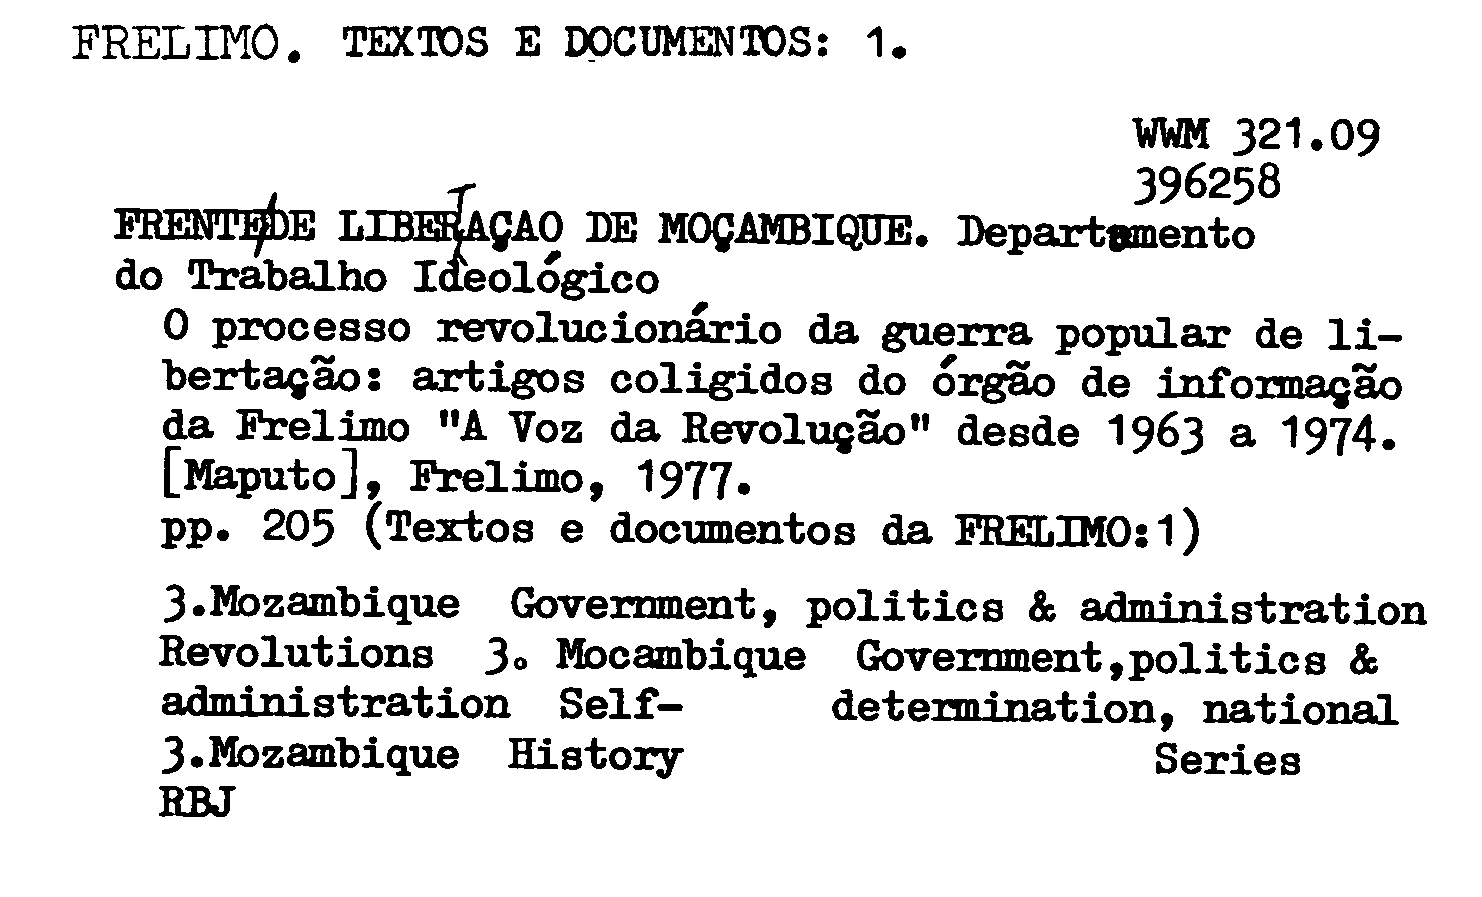 FRELIMO. TEXTOS E DOCUMENTOS: 1.
WWM 321.09
396258
FRENTE/DE LIBERTAÇAO DE MOÇAMBIQUE. Departamento
do Trabalho Ideológico
O processo revolucionário da guerra popular de li-
bertação: artigos coligidos do órgão de informação
da Frelimo "A Voz da Revolução" desde 1963 a 1974.
[Maputo], Frelimo, 1977.
pp. 205 (Textos e documentos da FRELIMO:1)
3.Mozambique Government, politics & administration
Revolutions 3. Mocambique Government,politics &
administration Self- determination, national
3.Mozambique History Series
RBJ